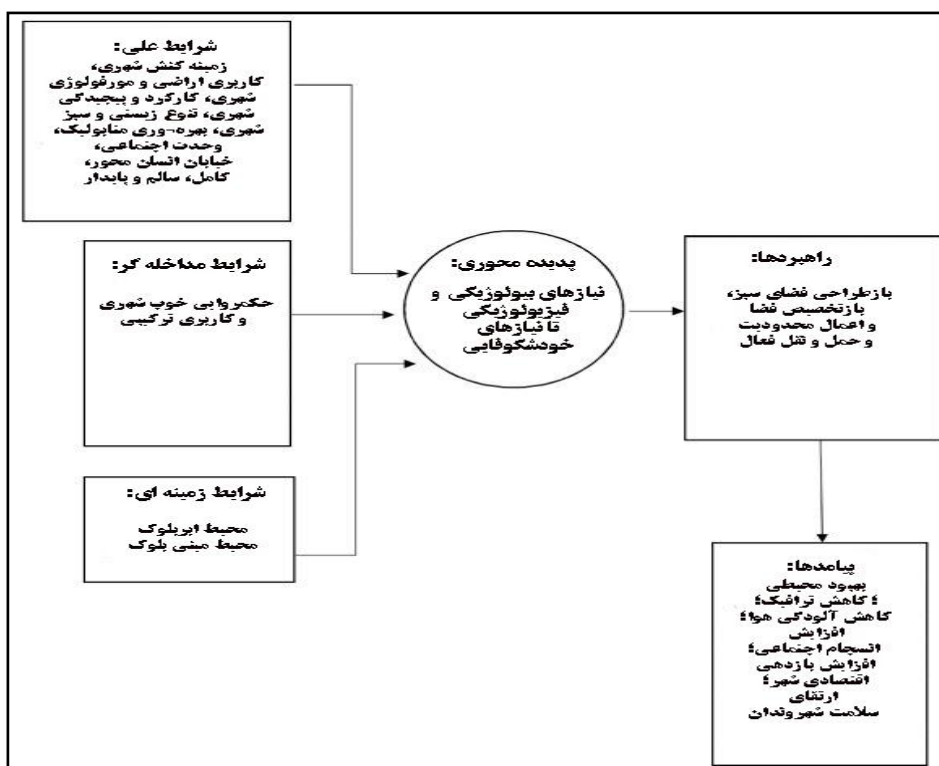 شرایط علی:
زمینه کنش شهری،
کاربری اراضی و مورفولوژی
شهری، کارکرد و پیچیدگی
شهری، تنوع زیستی و سبز
شهری، بهره¬وری متابولیک،
وحدت اجتماعی،
خیابان انسان محور،
کامل، سالم و پایدار
شرایط مداخله گر:
حکمروایی خوب شهری
و کاربری ترکیبی
شرایط زمینه ای:
محیط ابربلوک
محیط مینی بلوک
پدیده محوری:
نیازهای بیولوژیکی و
فیزیولوژیکی
تا نیازهای
خودشکوفایی
راهبردها:
بازطراحی فضای سبز،
بازتخصیص فضا
و اعمال محدودیت
و حمل و نقل فعال
پیامدها:
بهبود محیطی
؛ کاهش ترافیک؛
کاهش آلودگی هوا؛
افزایش
انسجام اجتماعی؛
افزایش بازدهی
اقتصادی شهر؛
ارتقای
سلامت شهروندان